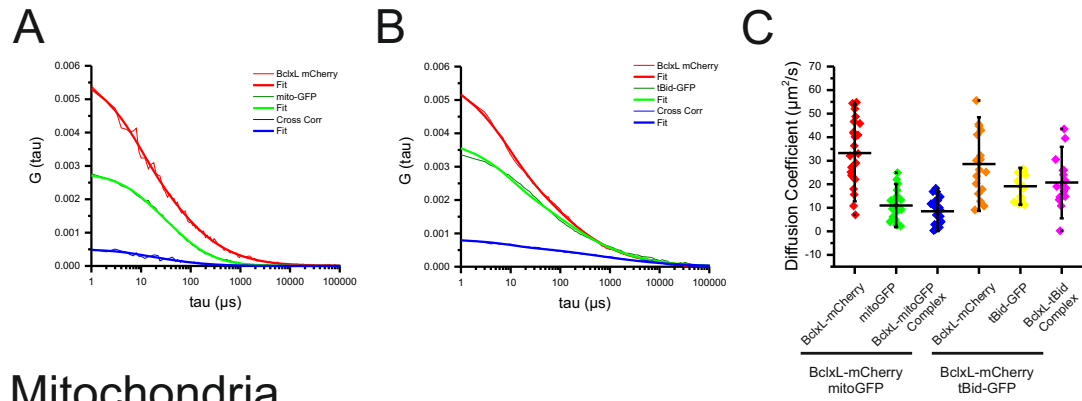 A
B
C
0.006
0.005
0.004
0.003
0.002
0.001
0.000
G (tau)
1
10
100
1000
10000
100000
tau (µs)
BclxL mCherry
Fit
mito-GFP
Fit
Cross Corr
Fit
0.006
0.005
0.004
0.003
0.002
0.001
0.000
G (tau)
1
10
100
1000
10000
100000
tau (µs)
BclxL mCherry
Fit
tBid-GFP
Fit
Cross Corr
Fit
70
60
50
40
30
20
10
0
-10
Diffusion Coefficient (µm²/s)
BclxL-mCherry
mitoGFP
BclxL-mitoGFP
Complex
BclxL-mCherry
tBid-GFP
BclxL-tBid
Complex
BclxL-mCherry
mitoGFP
BclxL-mCherry
tBid-GFP
Mitochondria